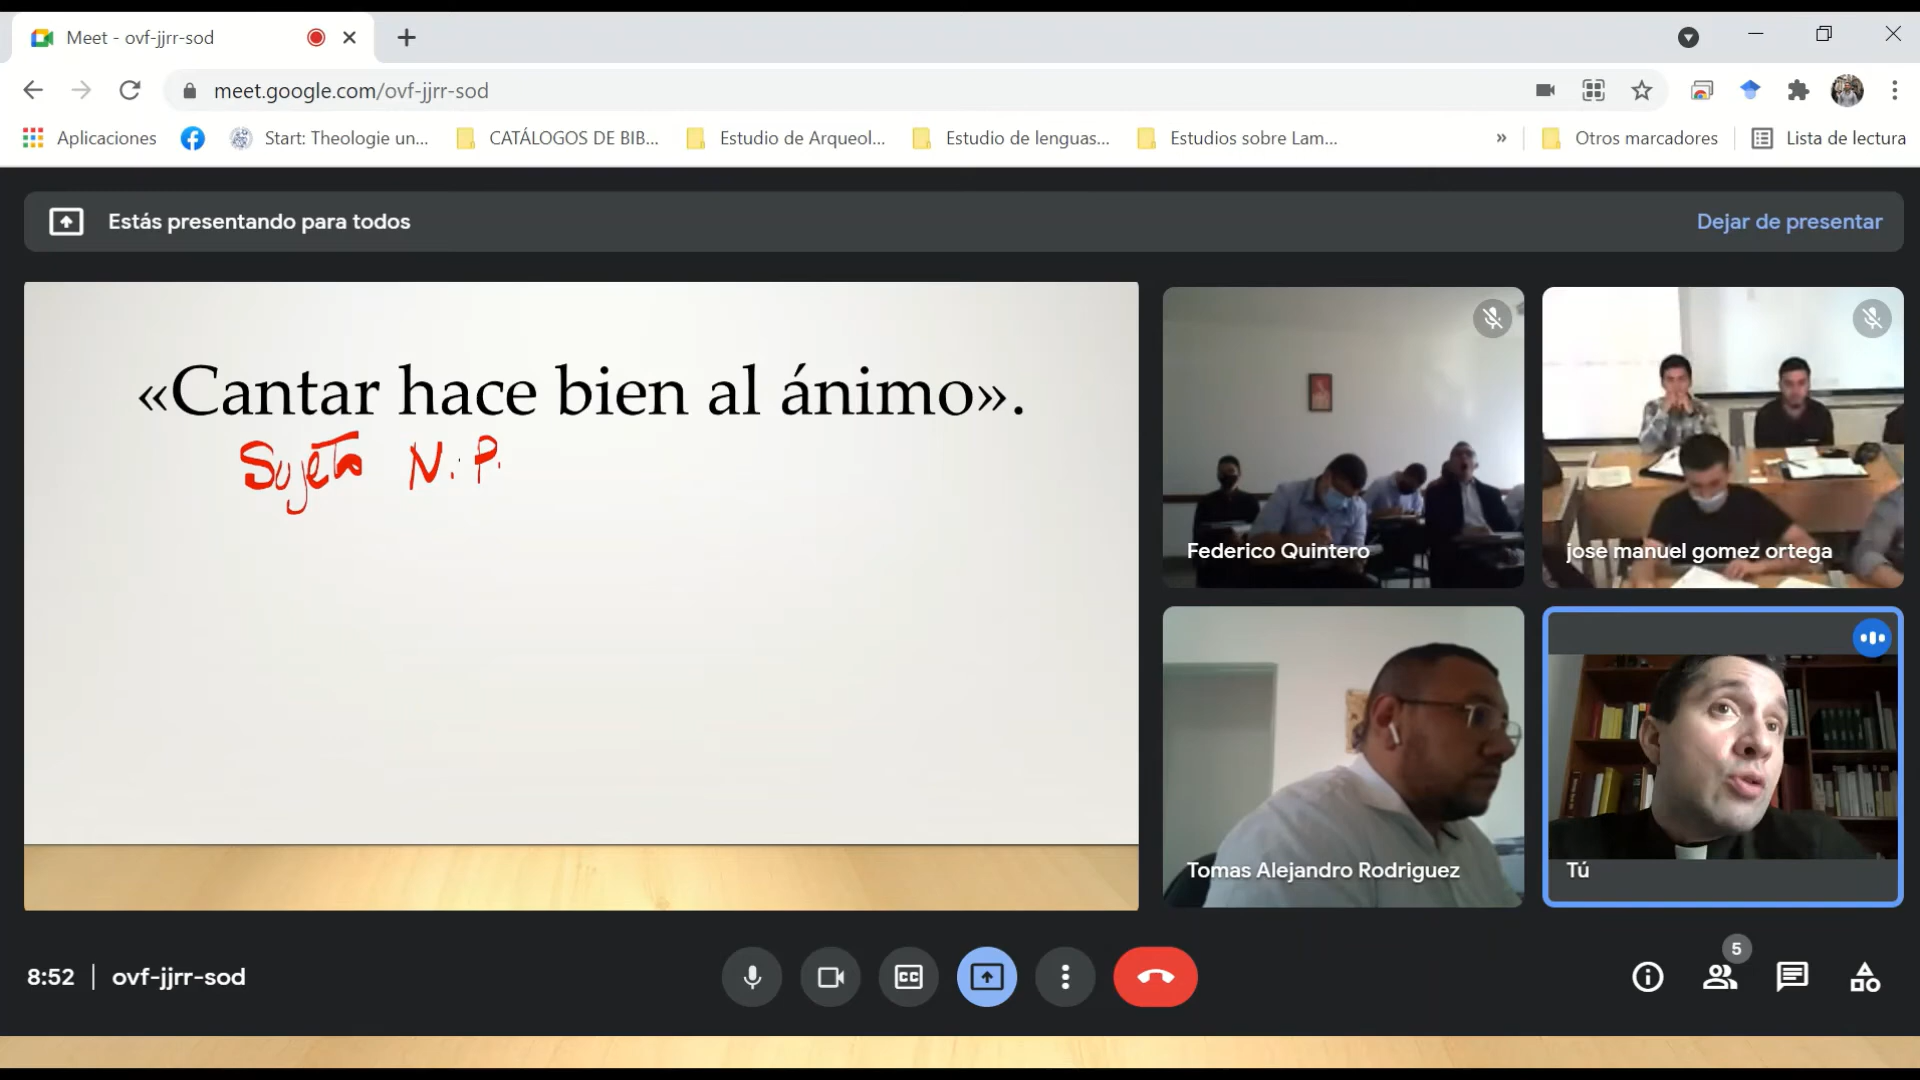 Meet - ovf-jjrr-sod
meet.google.com/ovf-jjrr-sod
Aplicaciones
Start: Theologie un...
CATÁLOGOS DE BIB...
Estudio de Arqueol...
Estudio de lenguas...
Estudios sobre Lam...
»
Otros marcadores
Lista de lectura
Estás presentando para todos
Dejar de presentar
«Cantar hace bien al ánimo».
Sujeto N. P.
Federico Quintero
jose manuel gomez ortega
Tomas Alejandro Rodriguez
Tú
8:52 | ovf-jjrr-sod
CC
5